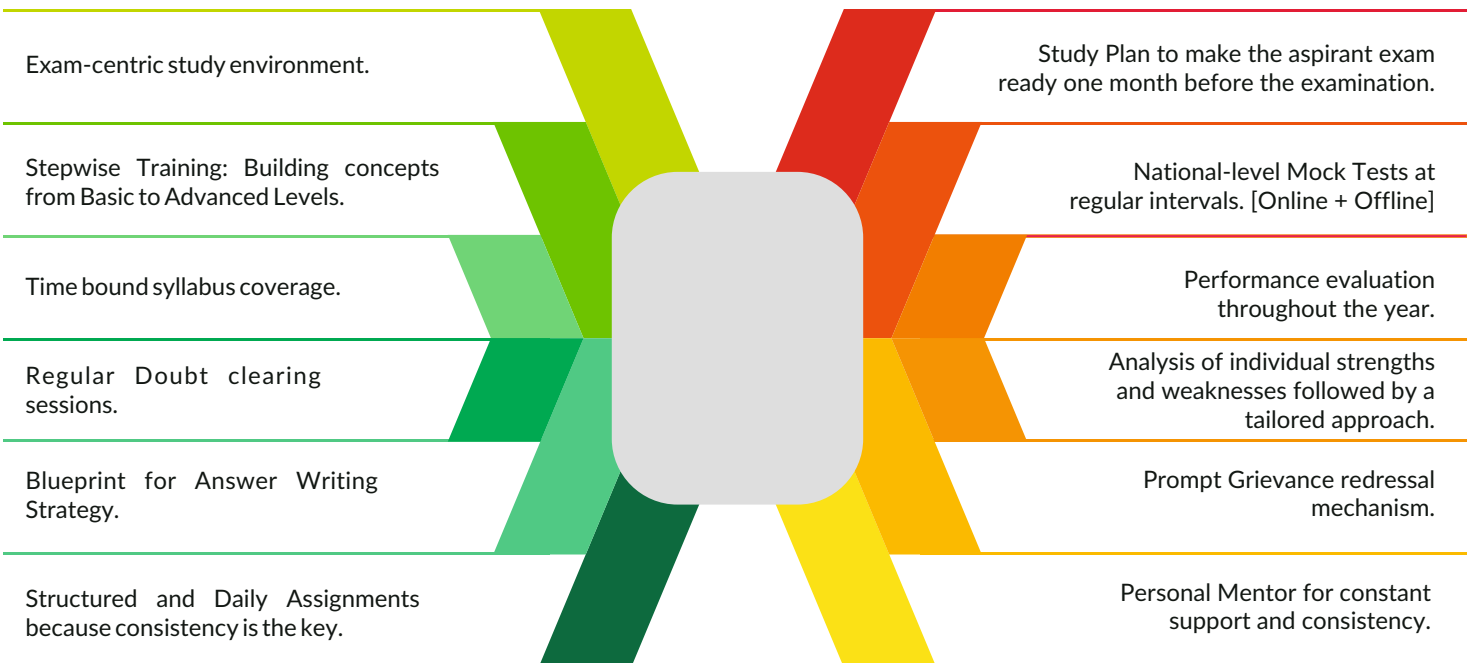 Exam-centric study environment.
Stepwise Training: Building concepts
from Basic to Advanced Levels.
Time bound syllabus coverage.
Regular Doubt clearing
sessions.
Blueprint for Answer Writing
Strategy.
Structured and Daily Assignments
because consistency is the key.
Study Plan to make the aspirant exam
ready one month before the examination.
National-level Mock Tests at
regular intervals. [Online + Offline]
Performance evaluation
throughout the year.
Analysis of individual strengths
and weaknesses followed by a
tailored approach.
Prompt Grievance redressal
mechanism.
Personal Mentor for constant
support and consistency.